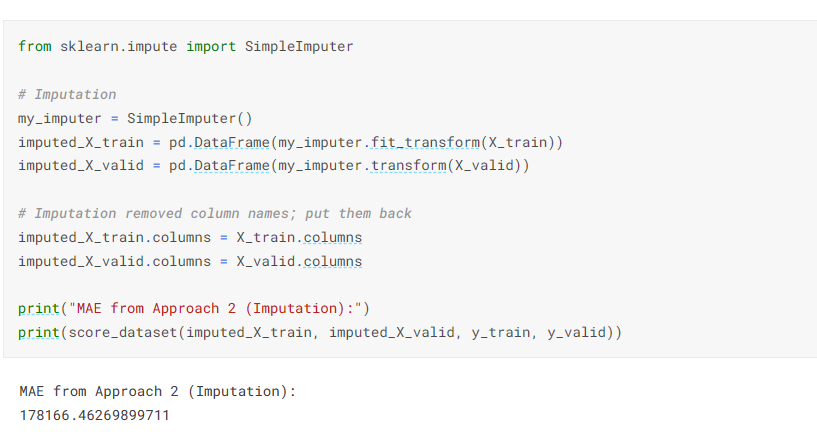 from sklearn.impute import SimpleImputer
# Imputation
my_imputer = SimpleImputer()
imputed_X_train = pd.DataFrame(my_imputer.fit_transform(X_train))
imputed_X_valid = pd.DataFrame(my_imputer.transform(X_valid))
# Imputation removed column names; put them back
imputed_X_train.columns = X_train.columns
imputed_X_valid.columns = X_valid.columns
print("MAE from Approach 2 (Imputation):")
print(score_dataset(imputed_X_train, imputed_X_valid, y_train, y_valid))
MAE from Approach 2 (Imputation):
178166.46269899711